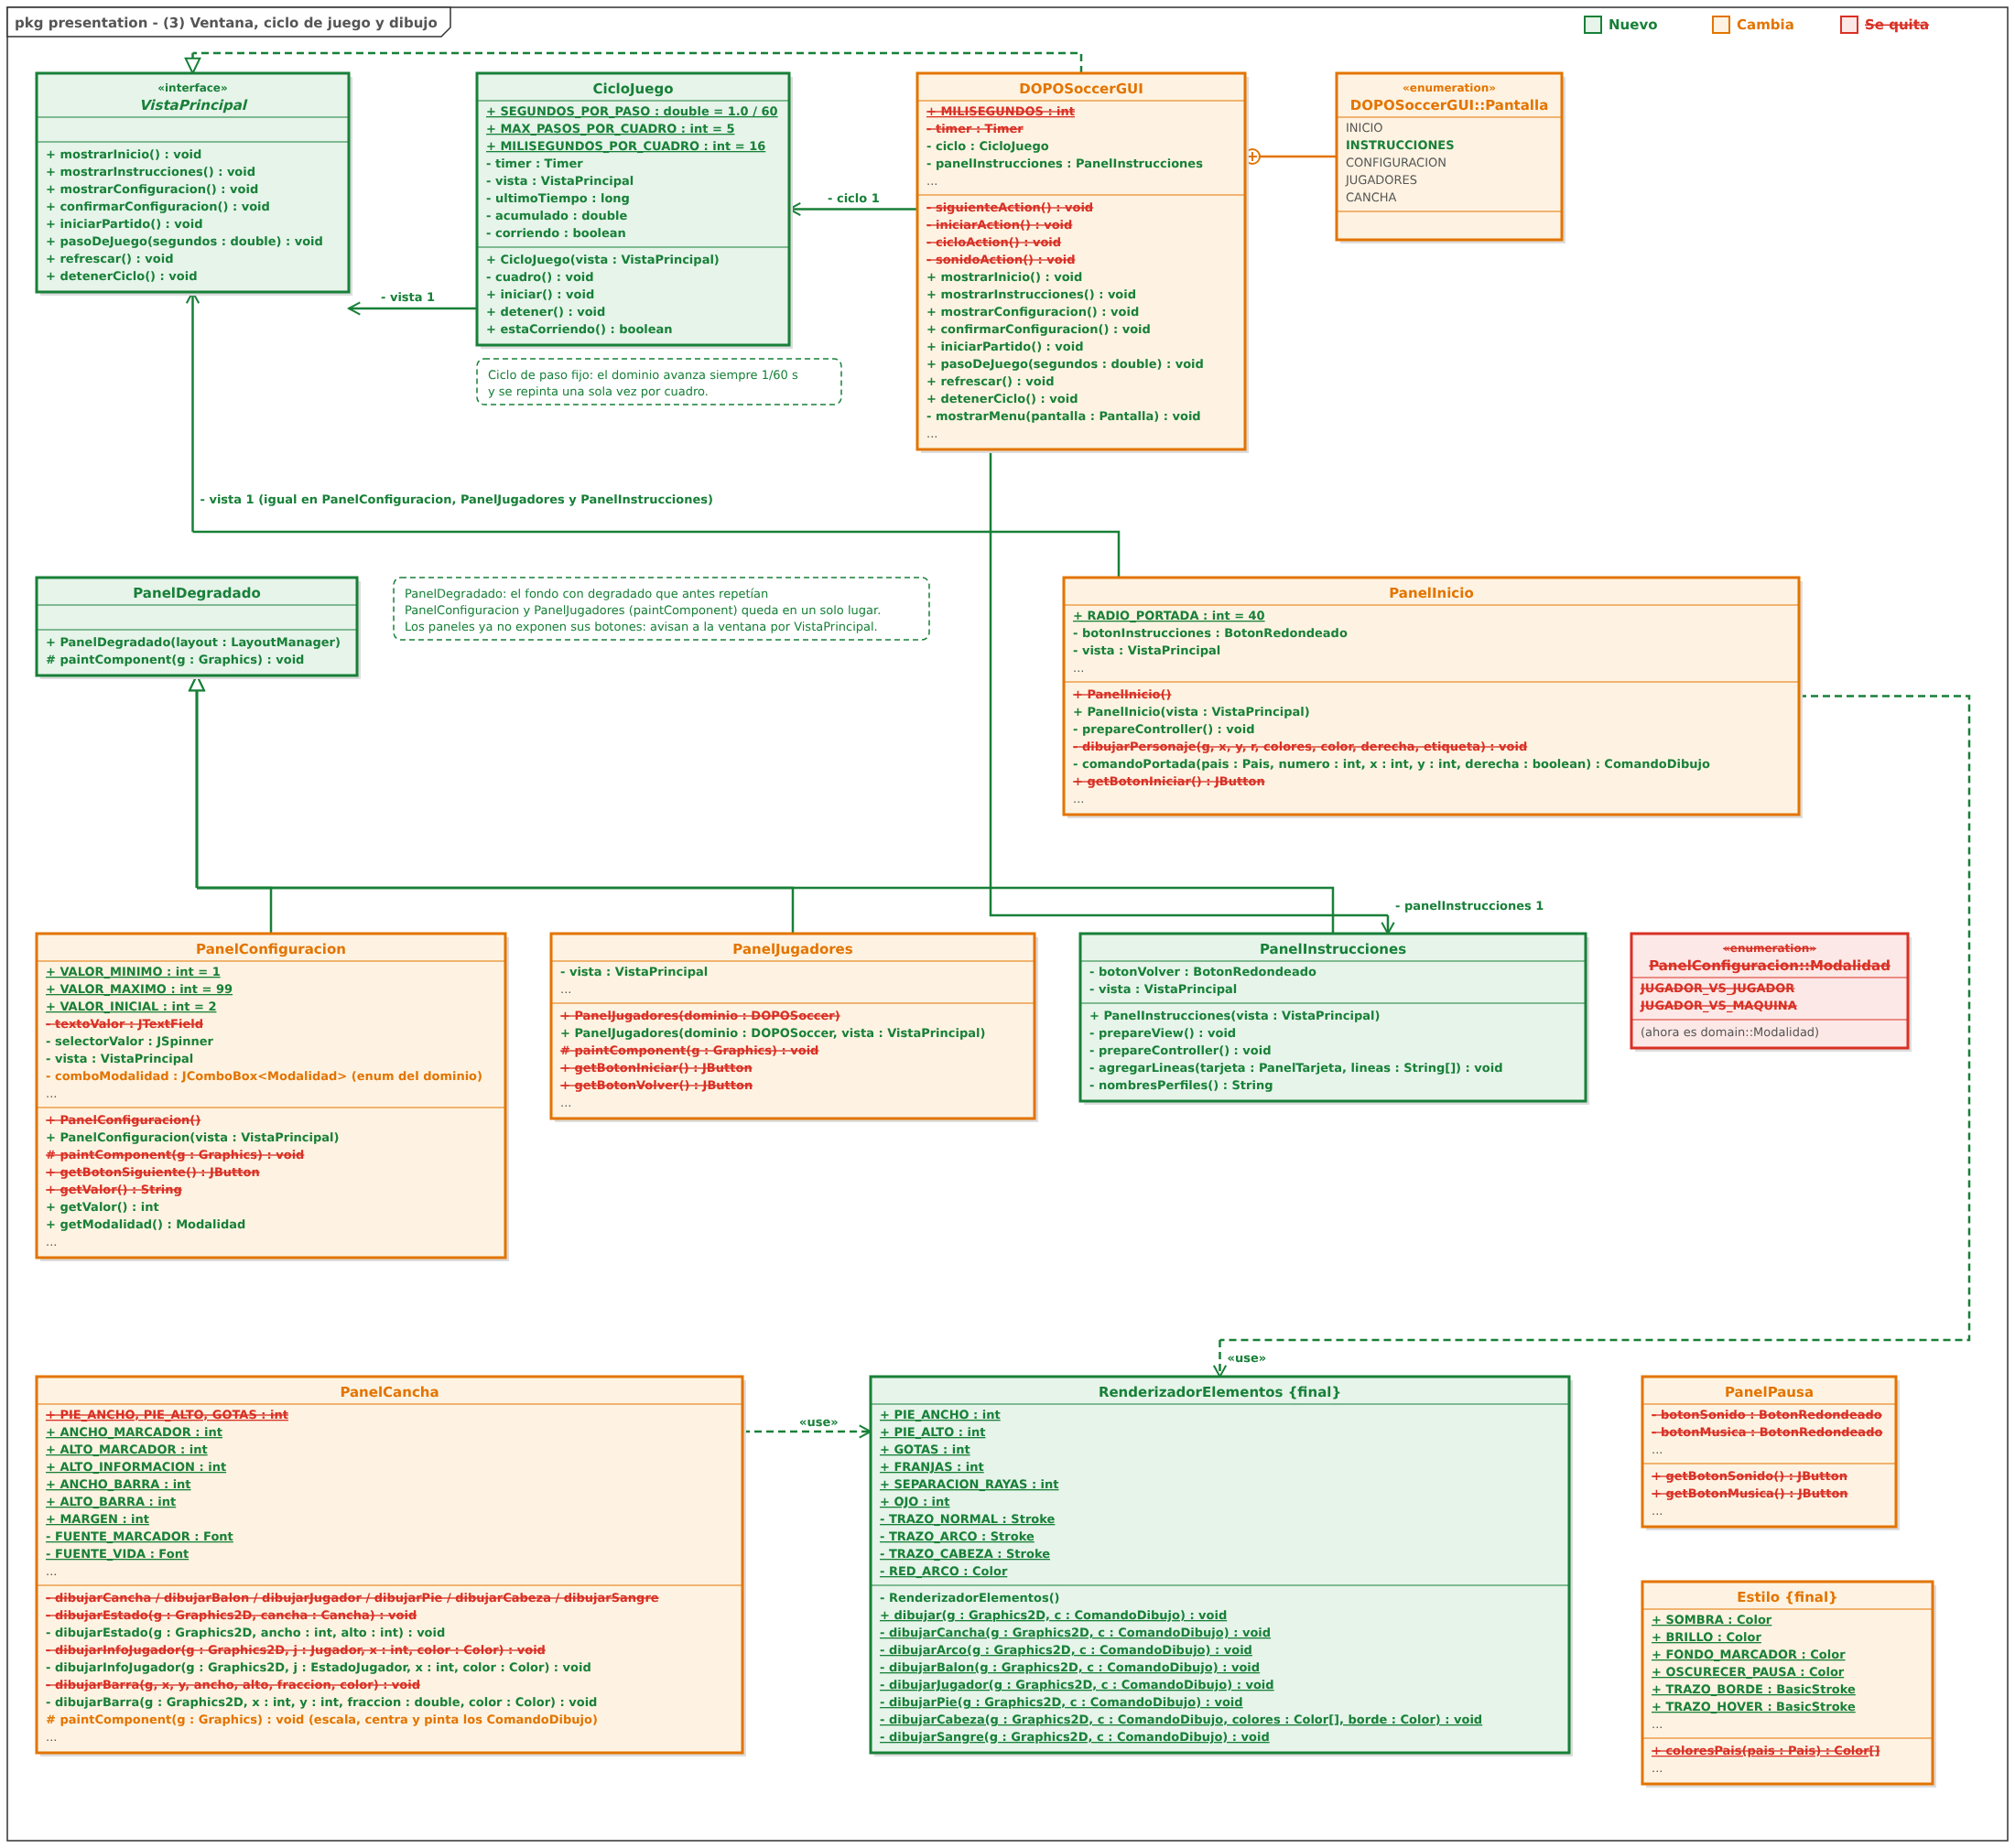 pkg presentation - (3) Ventana, ciclo de juego y dibujo
Nuevo
Cambia
Se quita
«interface»
VistaPrincipal
+ mostrarInicio() : void
+ mostrarInstrucciones() : void
+ mostrarConfiguracion() : void
+ confirmarConfiguracion() : void
+ iniciarPartido() : void
+ pasoDeJuego(segundos : double) : void
+ refrescar() : void
+ detenerCiclo() : void
CicloJuego
+ SEGUNDOS_POR_PASO : double = 1.0 / 60
+ MAX_PASOS_POR_CUADRO : int = 5
+ MILISEGUNDOS_POR_CUADRO : int = 16
- timer : Timer
- vista : VistaPrincipal
- ultimoTiempo : long
- acumulado : double
- corriendo : boolean
+ CicloJuego(vista : VistaPrincipal)
- cuadro() : void
+ iniciar() : void
+ detener() : void
+ estaCorriendo() : boolean
Ciclo de paso fijo: el dominio avanza siempre 1/60 s
y se repinta una sola vez por cuadro.
- ciclo 1
- vista 1
DOPOSoccerGUI
+ MILISEGUNDOS : int
- timer : Timer
- ciclo : CicloJuego
- panelInstrucciones : PanelInstrucciones
...
- siguienteAction() : void
- iniciarAction() : void
- cicloAction() : void
- sonidoAction() : void
+ mostrarInicio() : void
+ mostrarInstrucciones() : void
+ mostrarConfiguracion() : void
+ confirmarConfiguracion() : void
+ iniciarPartido() : void
+ pasoDeJuego(segundos : double) : void
+ refrescar() : void
+ detenerCiclo() : void
- mostrarMenu(pantalla : Pantalla) : void
...
«enumeration»
DOPOSoccerGUI::Pantalla
INICIO
INSTRUCCIONES
CONFIGURACION
JUGADORES
CANCHA
- vista 1 (igual en PanelConfiguracion, PanelJugadores y PanelInstrucciones)
PanelDegradado
+ PanelDegradado(layout : LayoutManager)
# paintComponent(g : Graphics) : void
PanelDegradado: el fondo con degradado que antes repetían
PanelConfiguracion y PanelJugadores (paintComponent) queda en un solo lugar.
Los paneles ya no exponen sus botones: avisan a la ventana por VistaPrincipal.
PanelInicio
+ RADIO_PORTADA : int = 40
- botonInstrucciones : BotonRedondeado
- vista : VistaPrincipal
...
+ PanelInicio()
+ PanelInicio(vista : VistaPrincipal)
- prepareController() : void
- dibujarPersonaje(g, x, y, r, colores, color, derecha, etiqueta) : void
- comandoPortada(pais : Pais, numero : int, x : int, y : int, derecha : boolean) : ComandoDibujo
+ getBotonIniciar() : JButton
...
- panelInstrucciones 1
PanelConfiguracion
+ VALOR_MINIMO : int = 1
+ VALOR_MAXIMO : int = 99
+ VALOR_INICIAL : int = 2
- textoValor : JTextField
- selectorValor : JSpinner
- vista : VistaPrincipal
- comboModalidad : JComboBox<Modalidad> (enum del dominio)
...
+ PanelConfiguracion()
+ PanelConfiguracion(vista : VistaPrincipal)
# paintComponent(g : Graphics) : void
+ getBotonSiguiente() : JButton
+ getValor() : String
+ getValor() : int
+ getModalidad() : Modalidad
...
PanelJugadores
- vista : VistaPrincipal
...
+ PanelJugadores(dominio : DOPOSoccer)
+ PanelJugadores(dominio : DOPOSoccer, vista : VistaPrincipal)
# paintComponent(g : Graphics) : void
+ getBotonIniciar() : JButton
+ getBotonVolver() : JButton
...
PanelInstrucciones
- botonVolver : BotonRedondeado
- vista : VistaPrincipal
+ PanelInstrucciones(vista : VistaPrincipal)
- prepareView() : void
- prepareController() : void
- agregarLineas(tarjeta : PanelTarjeta, lineas : String[]) : void
- nombresPerfiles() : String
«enumeration»
PanelConfiguracion::Modalidad
JUGADOR_VS_JUGADOR
JUGADOR_VS_MAQUINA
(ahora es domain::Modalidad)
«use»
PanelCancha
+ PIE_ANCHO, PIE_ALTO, GOTAS : int
+ ANCHO_MARCADOR : int
+ ALTO_MARCADOR : int
+ ALTO_INFORMACION : int
+ ANCHO_BARRA : int
+ ALTO_BARRA : int
+ MARGEN : int
- FUENTE_MARCADOR : Font
- FUENTE_VIDA : Font
...
- dibujarCancha / dibujarBalon / dibujarJugador / dibujarPie / dibujarCabeza / dibujarSangre
- dibujarEstado(g : Graphics2D, cancha : Cancha) : void
- dibujarEstado(g : Graphics2D, ancho : int, alto : int) : void
- dibujarInfoJugador(g : Graphics2D, j : Jugador, x : int, color : Color) : void
- dibujarInfoJugador(g : Graphics2D, j : EstadoJugador, x : int, color : Color) : void
- dibujarBarra(g, x, y, ancho, alto, fraccion, color) : void
- dibujarBarra(g : Graphics2D, x : int, y : int, fraccion : double, color : Color) : void
# paintComponent(g : Graphics) : void (escala, centra y pinta los ComandoDibujo)
...
«use»
RenderizadorElementos {final}
+ PIE_ANCHO : int
+ PIE_ALTO : int
+ GOTAS : int
+ FRANJAS : int
+ SEPARACION_RAYAS : int
+ OJO : int
- TRAZO_NORMAL : Stroke
- TRAZO_ARCO : Stroke
- TRAZO_CABEZA : Stroke
- RED_ARCO : Color
- RenderizadorElementos()
+ dibujar(g : Graphics2D, c : ComandoDibujo) : void
- dibujarCancha(g : Graphics2D, c : ComandoDibujo) : void
- dibujarArco(g : Graphics2D, c : ComandoDibujo) : void
- dibujarBalon(g : Graphics2D, c : ComandoDibujo) : void
- dibujarJugador(g : Graphics2D, c : ComandoDibujo) : void
- dibujarPie(g : Graphics2D, c : ComandoDibujo) : void
- dibujarCabeza(g : Graphics2D, c : ComandoDibujo, colores : Color[], borde : Color) : void
- dibujarSangre(g : Graphics2D, c : ComandoDibujo) : void
PanelPausa
- botonSonido : BotonRedondeado
- botonMusica : BotonRedondeado
...
+ getBotonSonido() : JButton
+ getBotonMusica() : JButton
...
Estilo {final}
+ SOMBRA : Color
+ BRILLO : Color
+ FONDO_MARCADOR : Color
+ OSCURECER_PAUSA : Color
+ TRAZO_BORDE : BasicStroke
+ TRAZO_HOVER : BasicStroke
...
+ coloresPais(pais : Pais) : Color[]
...